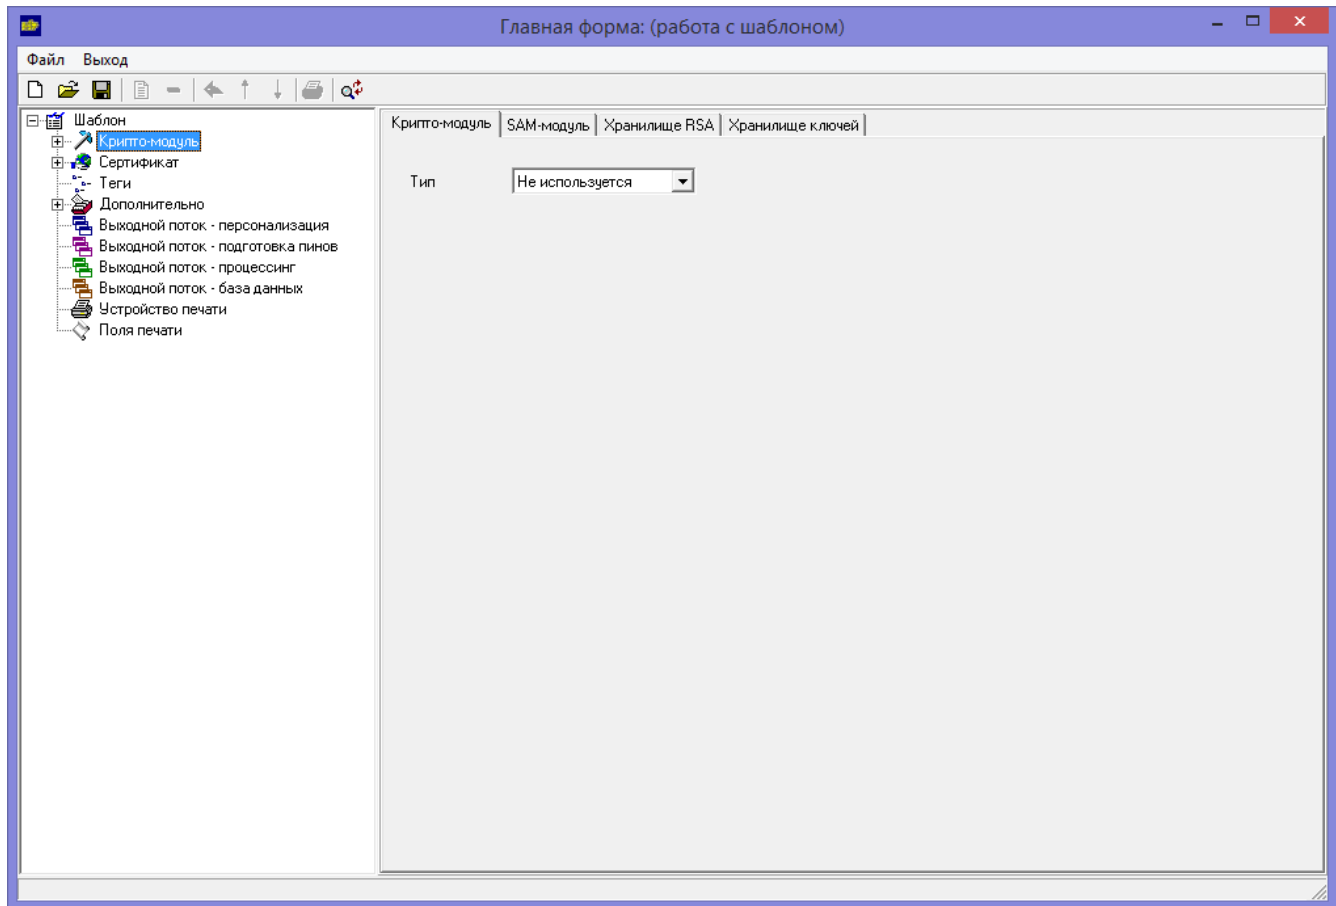 Главная форма: (работа с шаблоном)
Файл Выход
Шаблон
Крипто-модуль
Сертификат
Теги
Дополнительно
Выходной поток - персонализация
Выходной поток - подготовка пинов
Выходной поток - процессинг
Выходной поток - база данных
Устройство печати
Поля печати
Крипто-модуль SAM-модуль Хранилище RSA Хранилище ключей
Тип Не используется